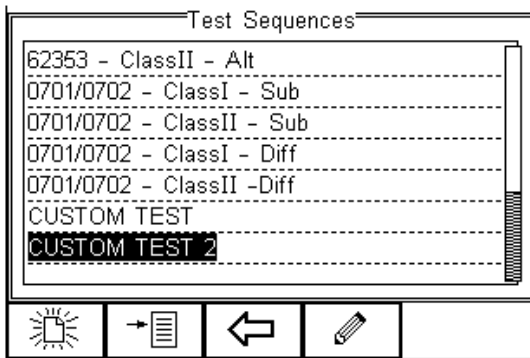 Test Sequences
62353 - ClassII - Alt
0701/0702 - ClassI - Sub
0701/0702 - ClassII - Sub
0701/0702 - ClassI - Diff
0701/0702 - ClassII -Diff
CUSTOM TEST
CUSTOM TEST 2